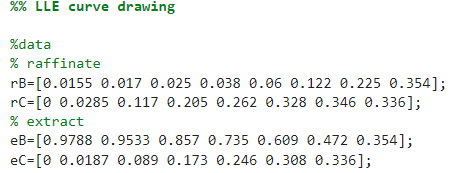 %% LLE curve drawing
%data
% raffinate
rB=[0.0155 0.017 0.025 0.038 0.06 0.122 0.225 0.354];
rC=[0 0.0285 0.117 0.205 0.262 0.328 0.346 0.336];
% extract
eB=[0.9788 0.9533 0.857 0.735 0.609 0.472 0.354];
eC=[0 0.0187 0.089 0.173 0.246 0.308 0.336];